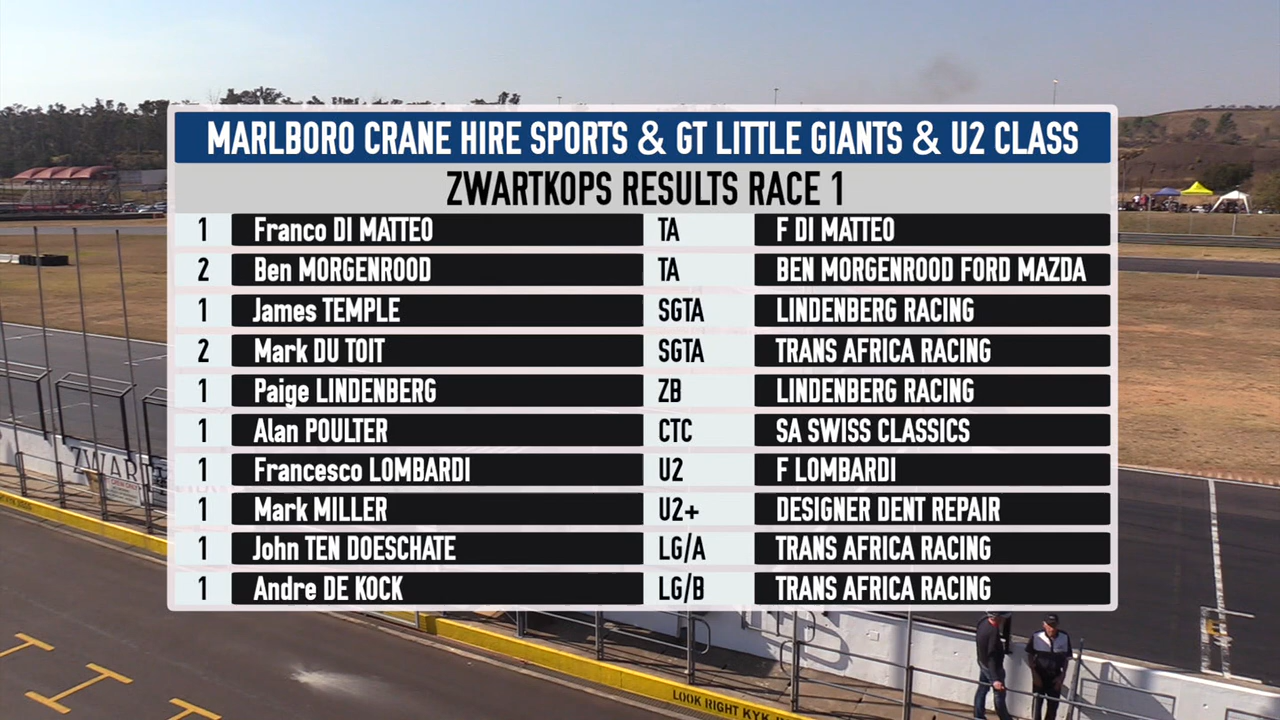 MARLBORO CRANE HIRE SPORTS & GT LITTLE GIANTS & U2 CLASS
ZWARTKOPS RESULTS RACE 1
1 Franco DI MATTEO TA F DI MATTEO
2 Ben MORGENROOD TA BEN MORGENROOD FORD MAZDA
1 James TEMPLE SGTA LINDENBERG RACING
2 Mark DU TOIT SGTA TRANS AFRICA RACING
1 Paige LINDENBERG ZB LINDENBERG RACING
1 Alan POULTER CTC SA SWISS CLASSICS
1 Francesco LOMBARDI U2 F LOMBARDI
1 Mark MILLER U2+ DESIGNER DENT REPAIR
1 John TEN DOESCHATE LG/A TRANS AFRICA RACING
1 Andre DE KOCK LG/B TRANS AFRICA RACING
ZWART
LOOK RIGHT KYK